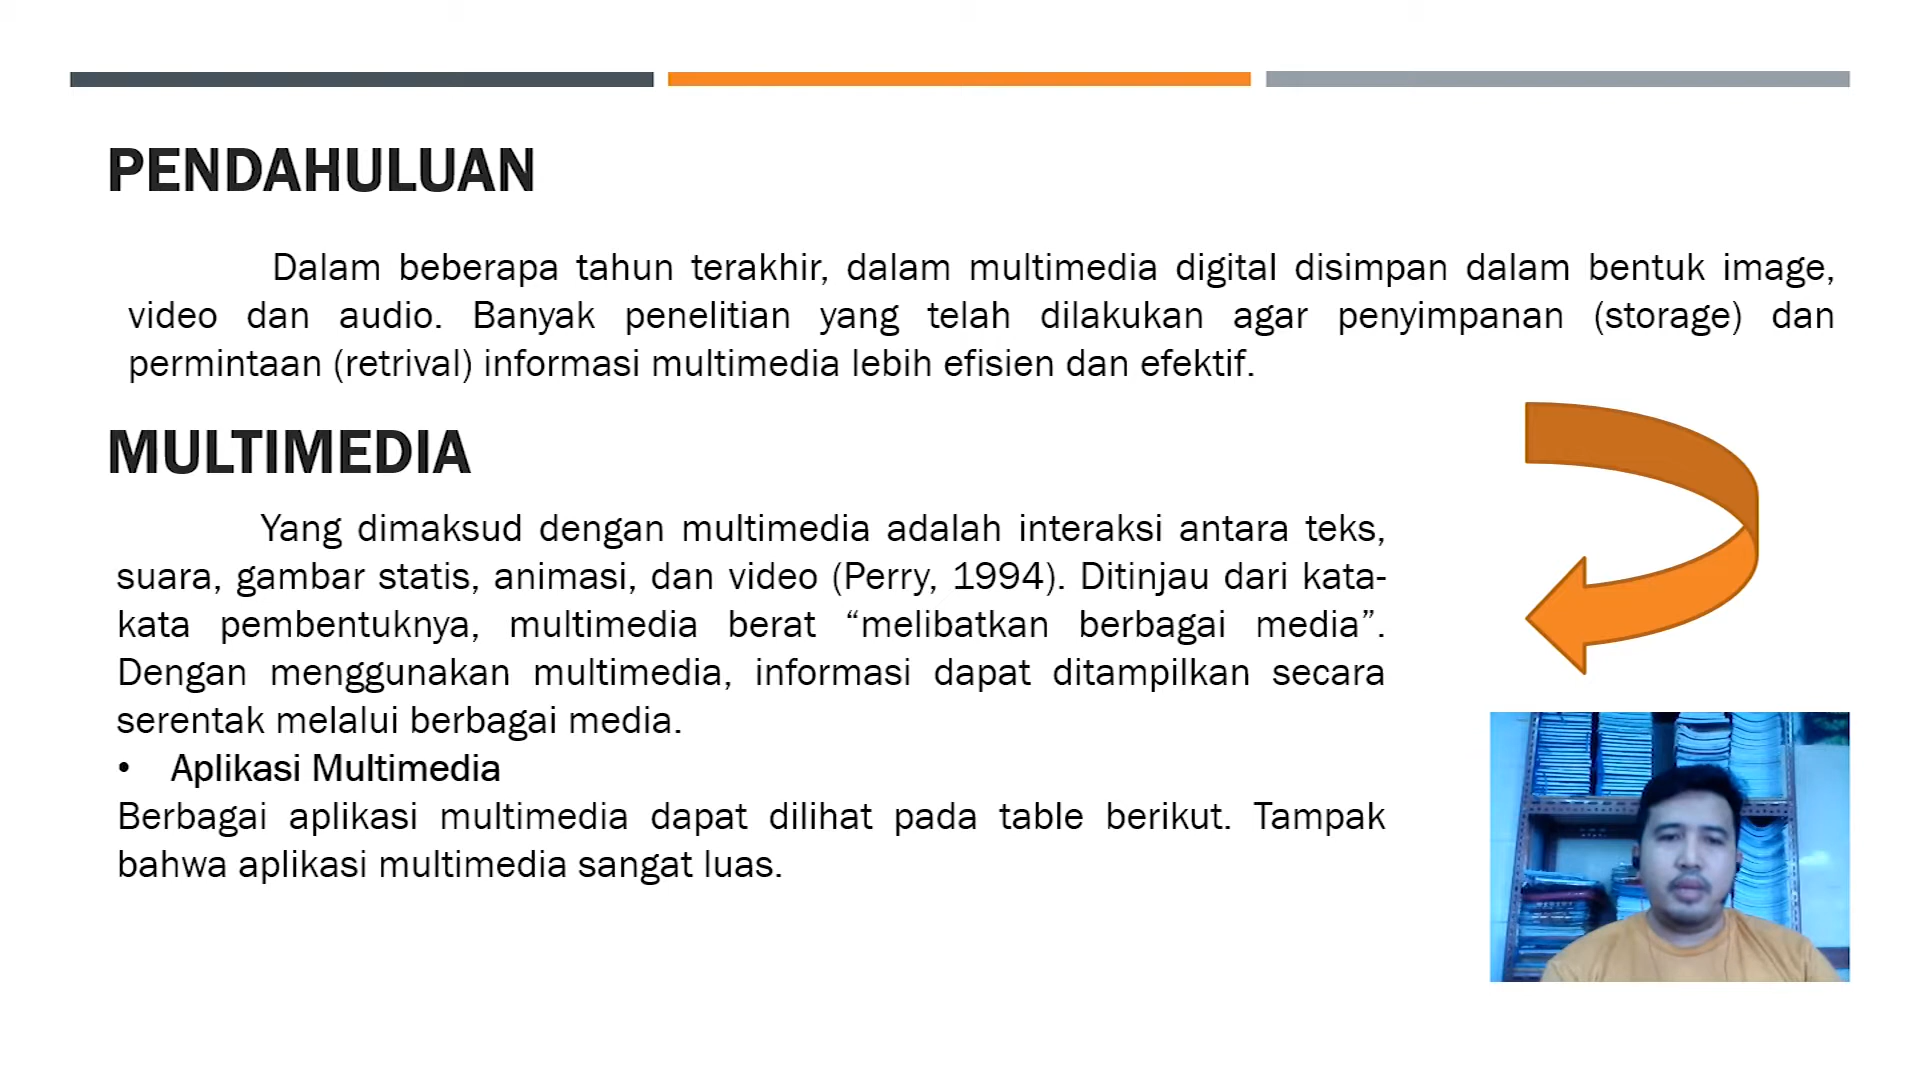 PENDAHULUAN
Dalam beberapa tahun terakhir, dalam multimedia digital disimpan dalam bentuk image,
video dan audio. Banyak penelitian yang telah dilakukan agar penyimpanan (storage) dan
permintaan (retrival) informasi multimedia lebih efisien dan efektif.
MULTIMEDIA
Yang dimaksud dengan multimedia adalah interaksi antara teks,
suara, gambar statis, animasi, dan video (Perry, 1994). Ditinjau dari kata-
kata pembentuknya, multimedia berat “melibatkan berbagai media”.
Dengan menggunakan multimedia, informasi dapat ditampilkan secara
serentak melalui berbagai media.
• Aplikasi Multimedia
Berbagai aplikasi multimedia dapat dilihat pada table berikut. Tampak
bahwa aplikasi multimedia sangat luas.